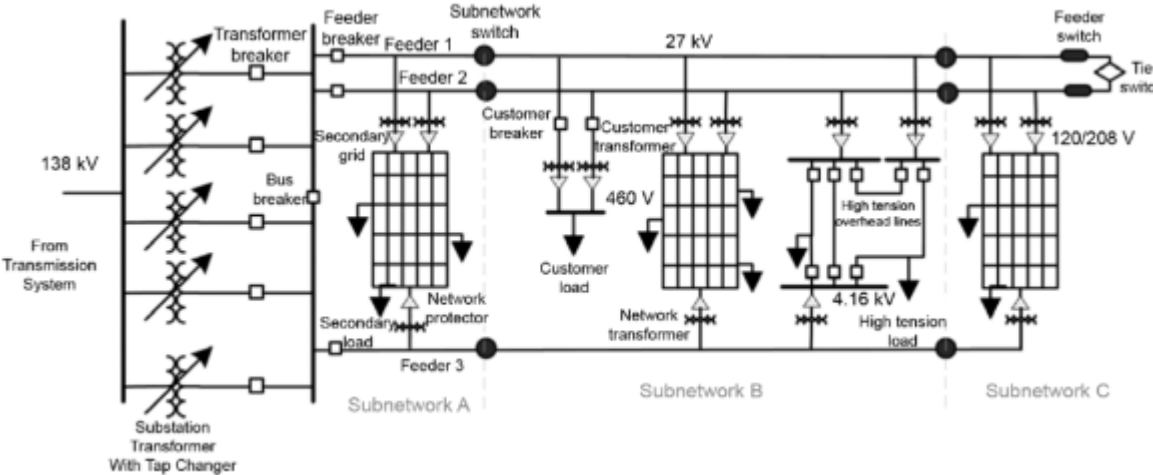 Feeder
breaker
Subnetwork
switch
Feeder
switch
Transformer
breaker
Feeder 1
27 kV
Tie
switc
Feeder 2
Customer
breaker
Customer
transformer
Secondary
grid
120/208 V
138 kV
Bus
breaker
460 V
High tension
overhead lines
From
Transmission
System
Customer
load
Network
protector
4.16 kV
Secondary
load
Network
transformer
High tension
load
Feeder 3
Subnetwork A
Subnetwork B
Subnetwork C
Substation
Transformer
With Tap Changer